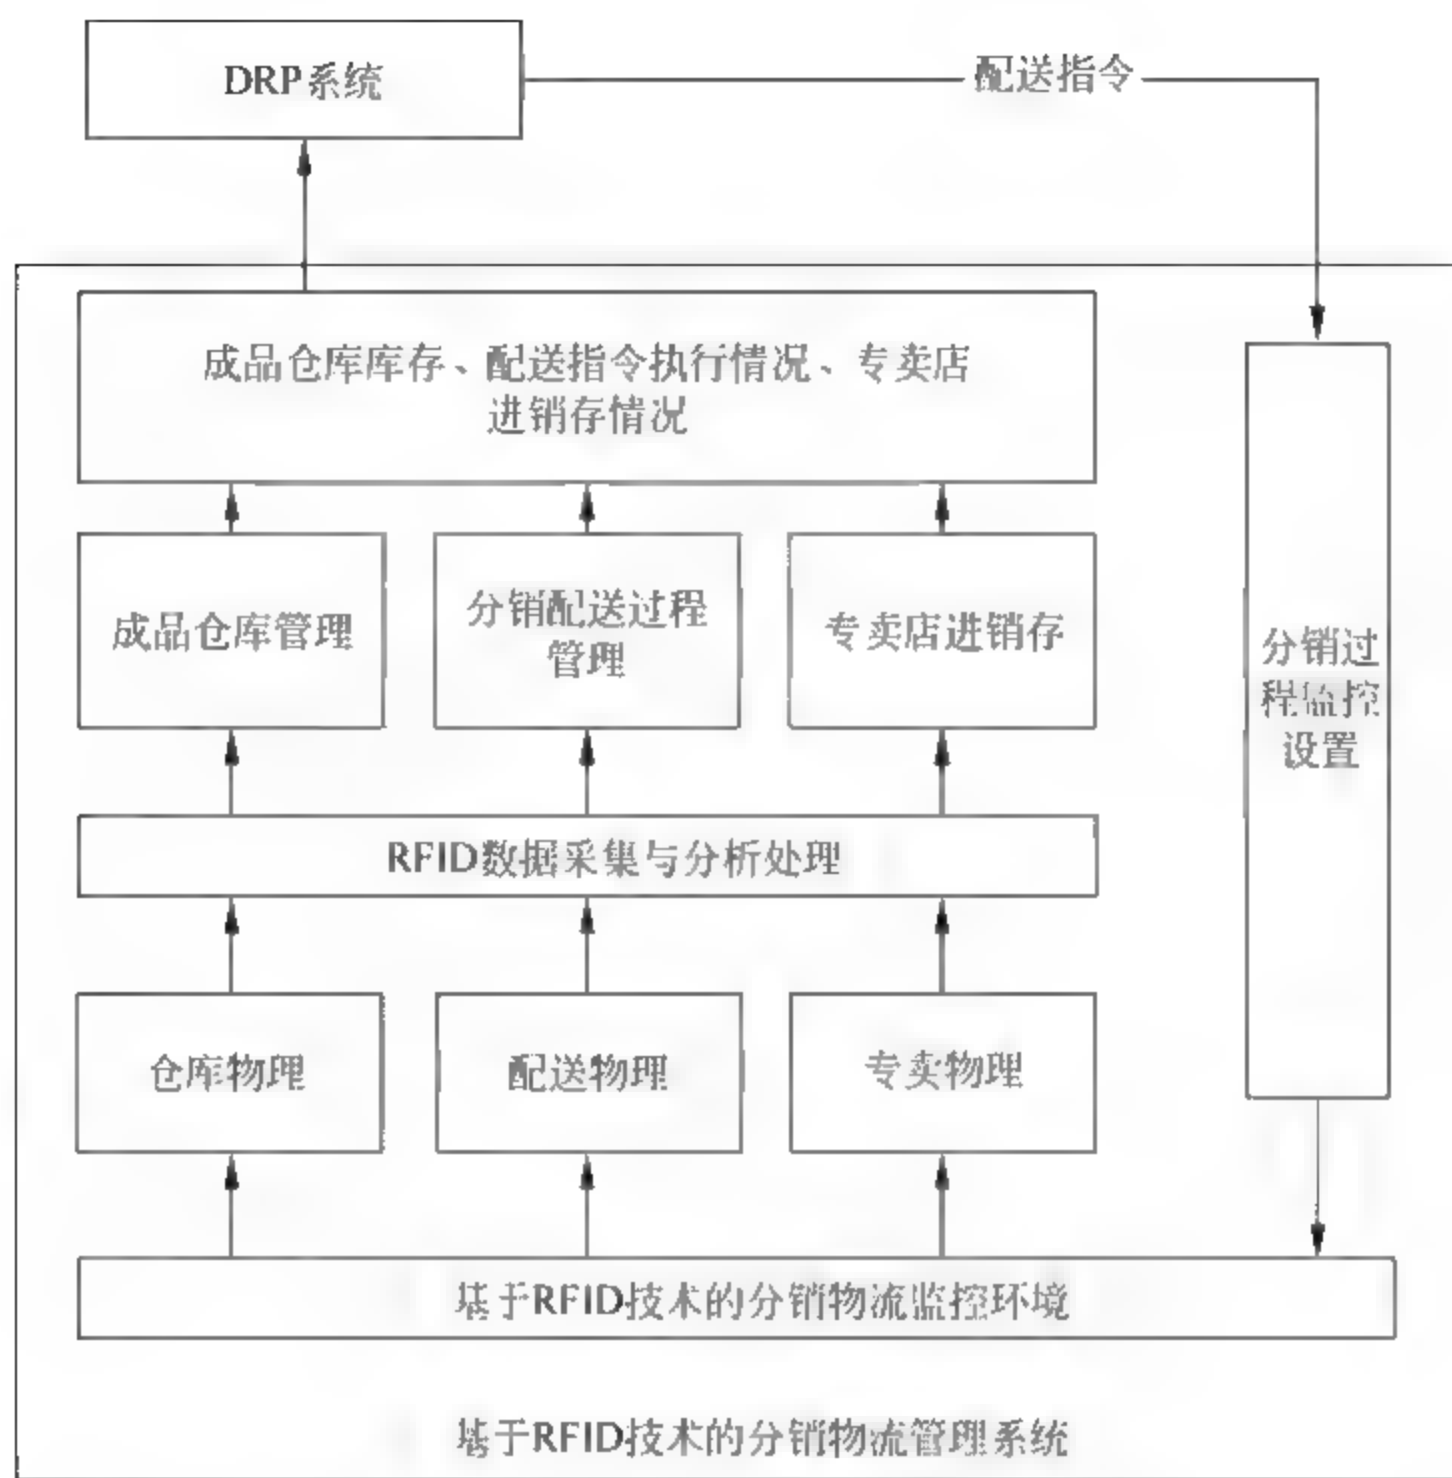 DRP系统
配送指令
成品仓库库存、配送指令执行情况、专卖店
进销存情况
成品仓库管理
分销配送过程
管理
专卖店进销存
分销过
程监控
设置
RFID数据采集与分析处理
仓库物理
配送物理
专卖物理
基于RFID技术的分销物流监控环境
基于RFID技术的分销物流管理系统